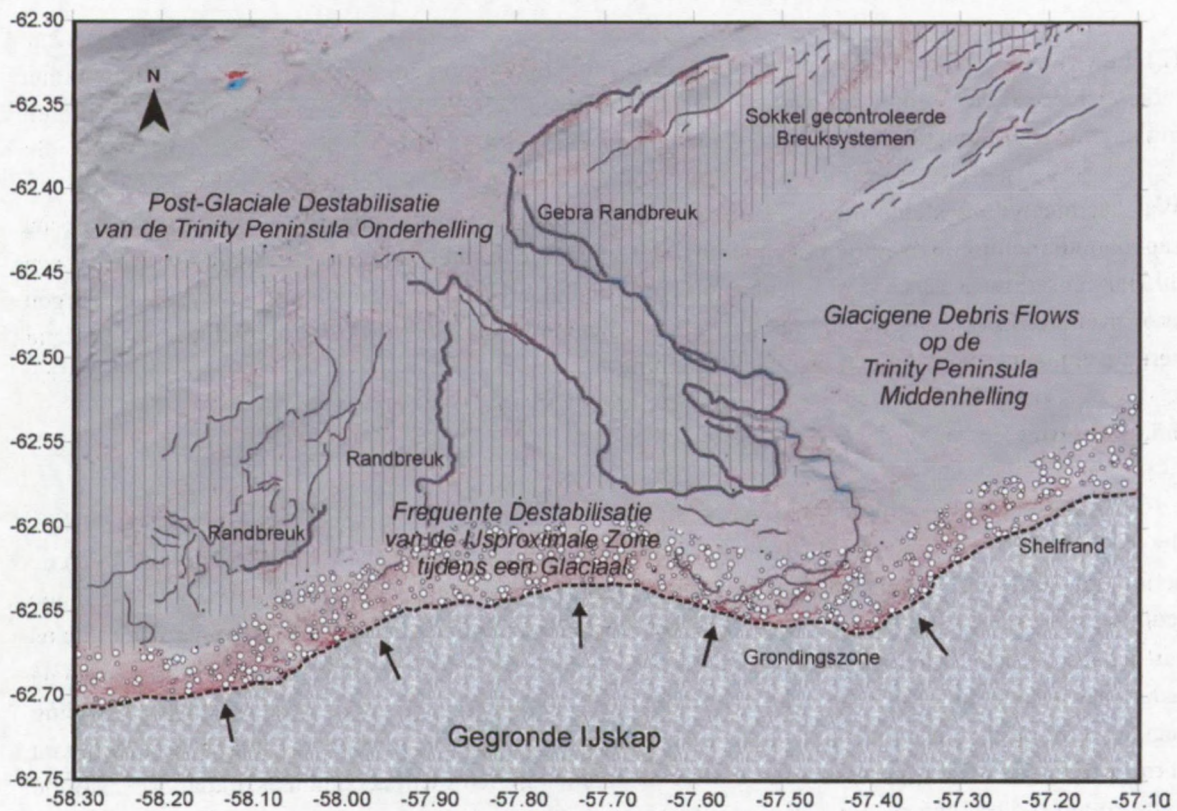 -62.30
-62.35
-62.40
-62.45
-62.50
-62.55
-62.60
-62.65
-62.70
-62.75
N
Sokkel gecontroleerde
Breuksystemen
Post-Glaciale Destabilisatie
van de Trinity Peninsula Onderhelling
Gebra Randbreuk
Glacigene Debris Flows
op de
Trinity Peninsula
Middenhelling
Randbreuk
Randbreuk
Frequente Destabilisatie
van de IJsproximale Zone
tijdens een Glaciaal
Shelfrand
Grondingszone
Gegronde IJskap
-58.30 -58.20 -58.10 -58.00 -57.90 -57.80 -57.70 -57.60 -57.50 -57.40 -57.30 -57.20 -57.10